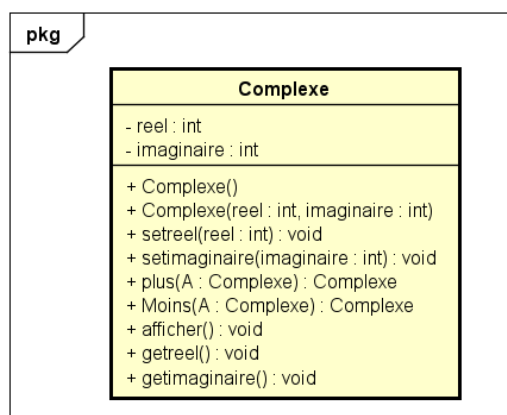 pkg
Complexe
- reel : int
- imaginaire : int
+ Complexe()
+ Complexe(reel : int, imaginaire : int)
+ setreel(reel : int) : void
+ setimaginaire(imaginaire : int) : void
+ plus(A : Complexe) : Complexe
+ Moins(A : Complexe) : Complexe
+ afficher() : void
+ getreel() : void
+ getimaginaire() : void